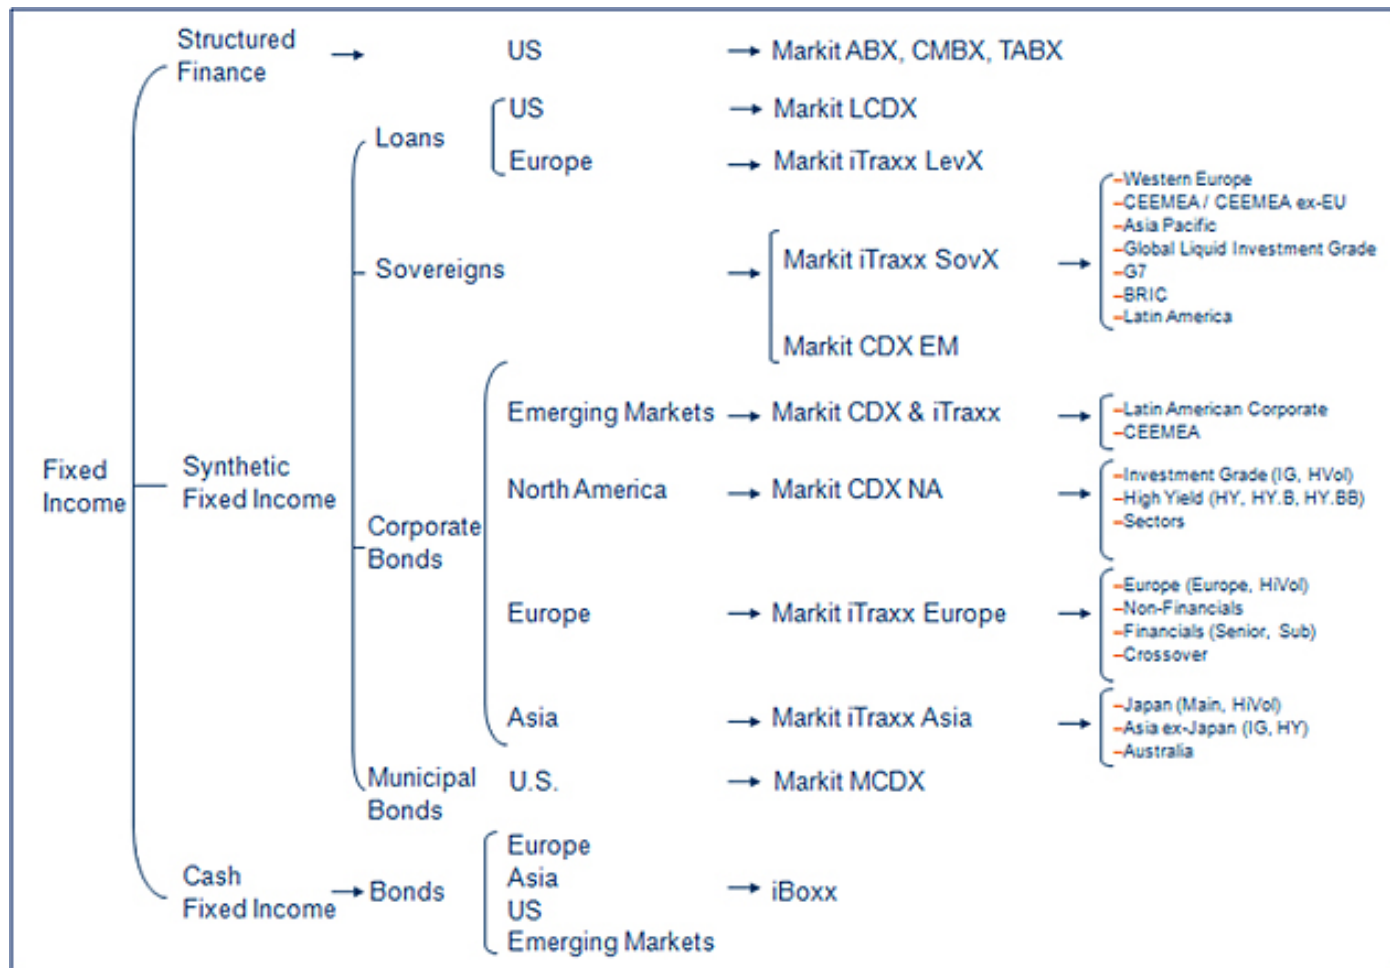 Structured
Finance
US
Markit ABX, CMBX, TABX
Loans
US
Markit LCDX
Europe
Markit iTraxx LevX
Sovereigns
Markit iTraxx SovX
–Western Europe
–CEEMEA / CEEMEA ex-EU
–Asia Pacific
–Global Liquid Investment Grade
–G7
–BRIC
–Latin America
Markit CDX EM
Fixed
Income
Synthetic
Fixed Income
Corporate
Bonds
Emerging Markets
Markit CDX & iTraxx
–Latin American Corporate
–CEEMEA
North America
Markit CDX NA
–Investment Grade (IG, HVol)
–High Yield (HY, HY.B, HY.BB)
–Sectors
Europe
Markit iTraxx Europe
–Europe (Europe, HiVol)
–Non-Financials
–Financials (Senior, Sub)
–Crossover
Asia
Markit iTraxx Asia
–Japan (Main, HiVol)
–Asia ex-Japan (IG, HY)
–Australia
Municipal
Bonds
U.S.
Markit MCDX
Cash
Fixed Income
Bonds
Europe
Asia
US
Emerging Markets
iBoxx